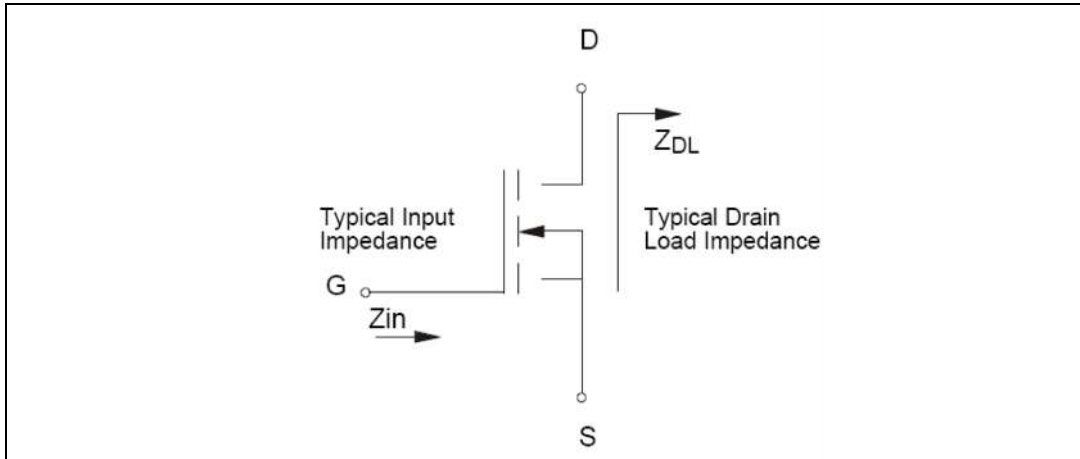 D
Z_DL
Typical Input
Impedance
Typical Drain
Load Impedance
G
Zin
S